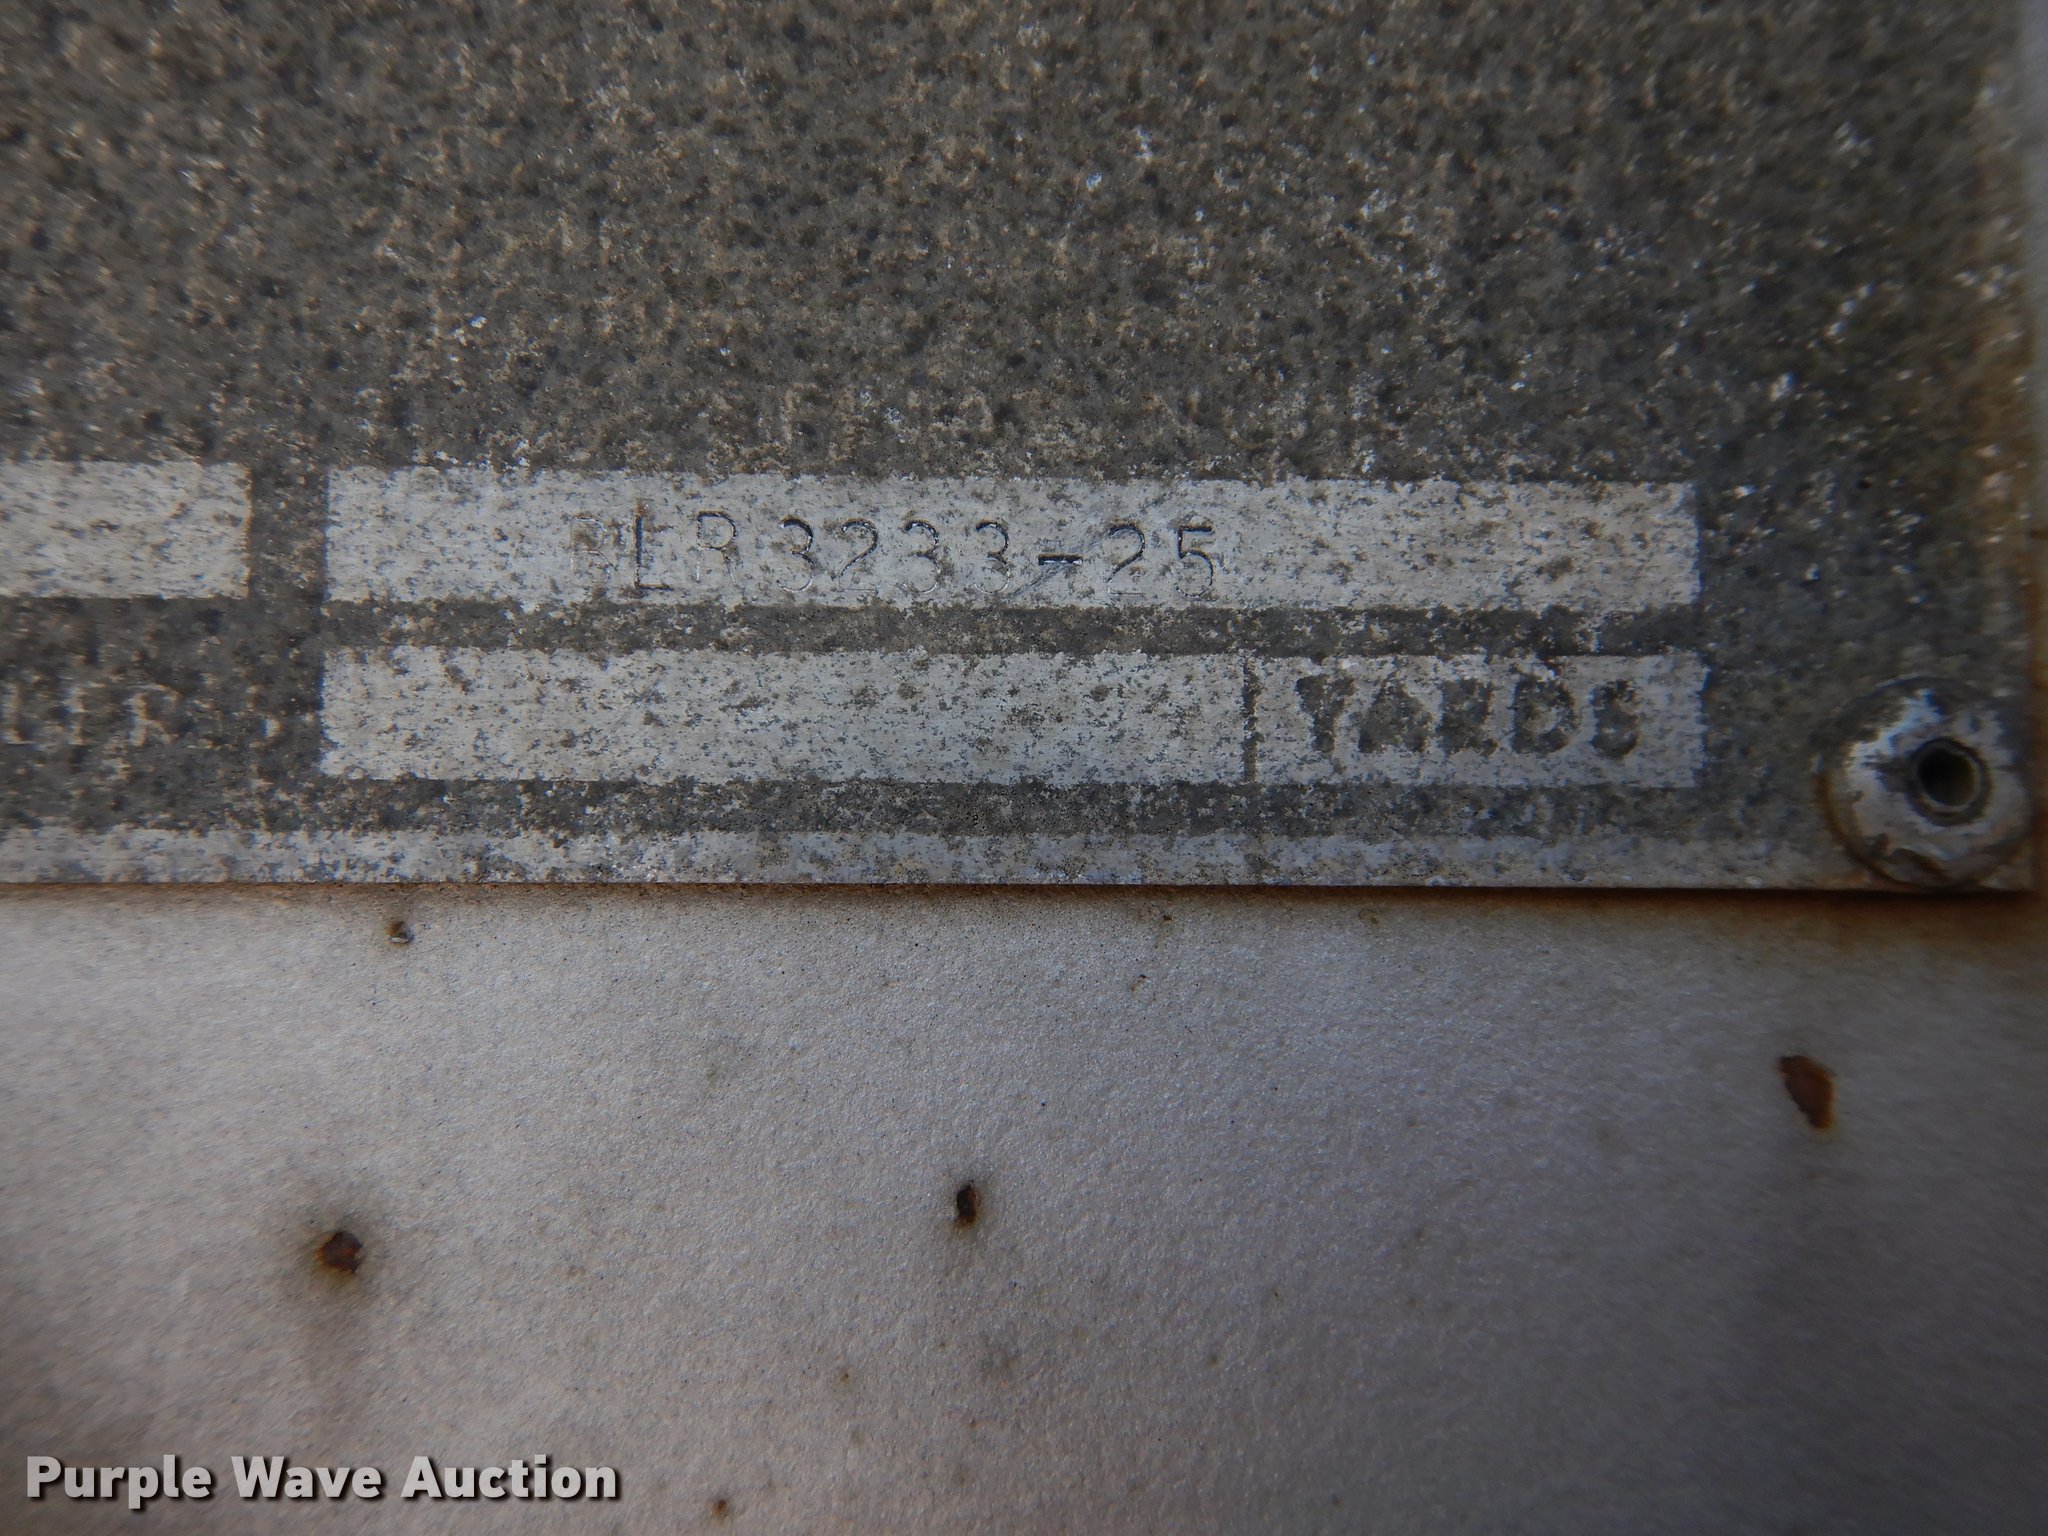 BLR3233-25
YARDS
Purple Wave Auction